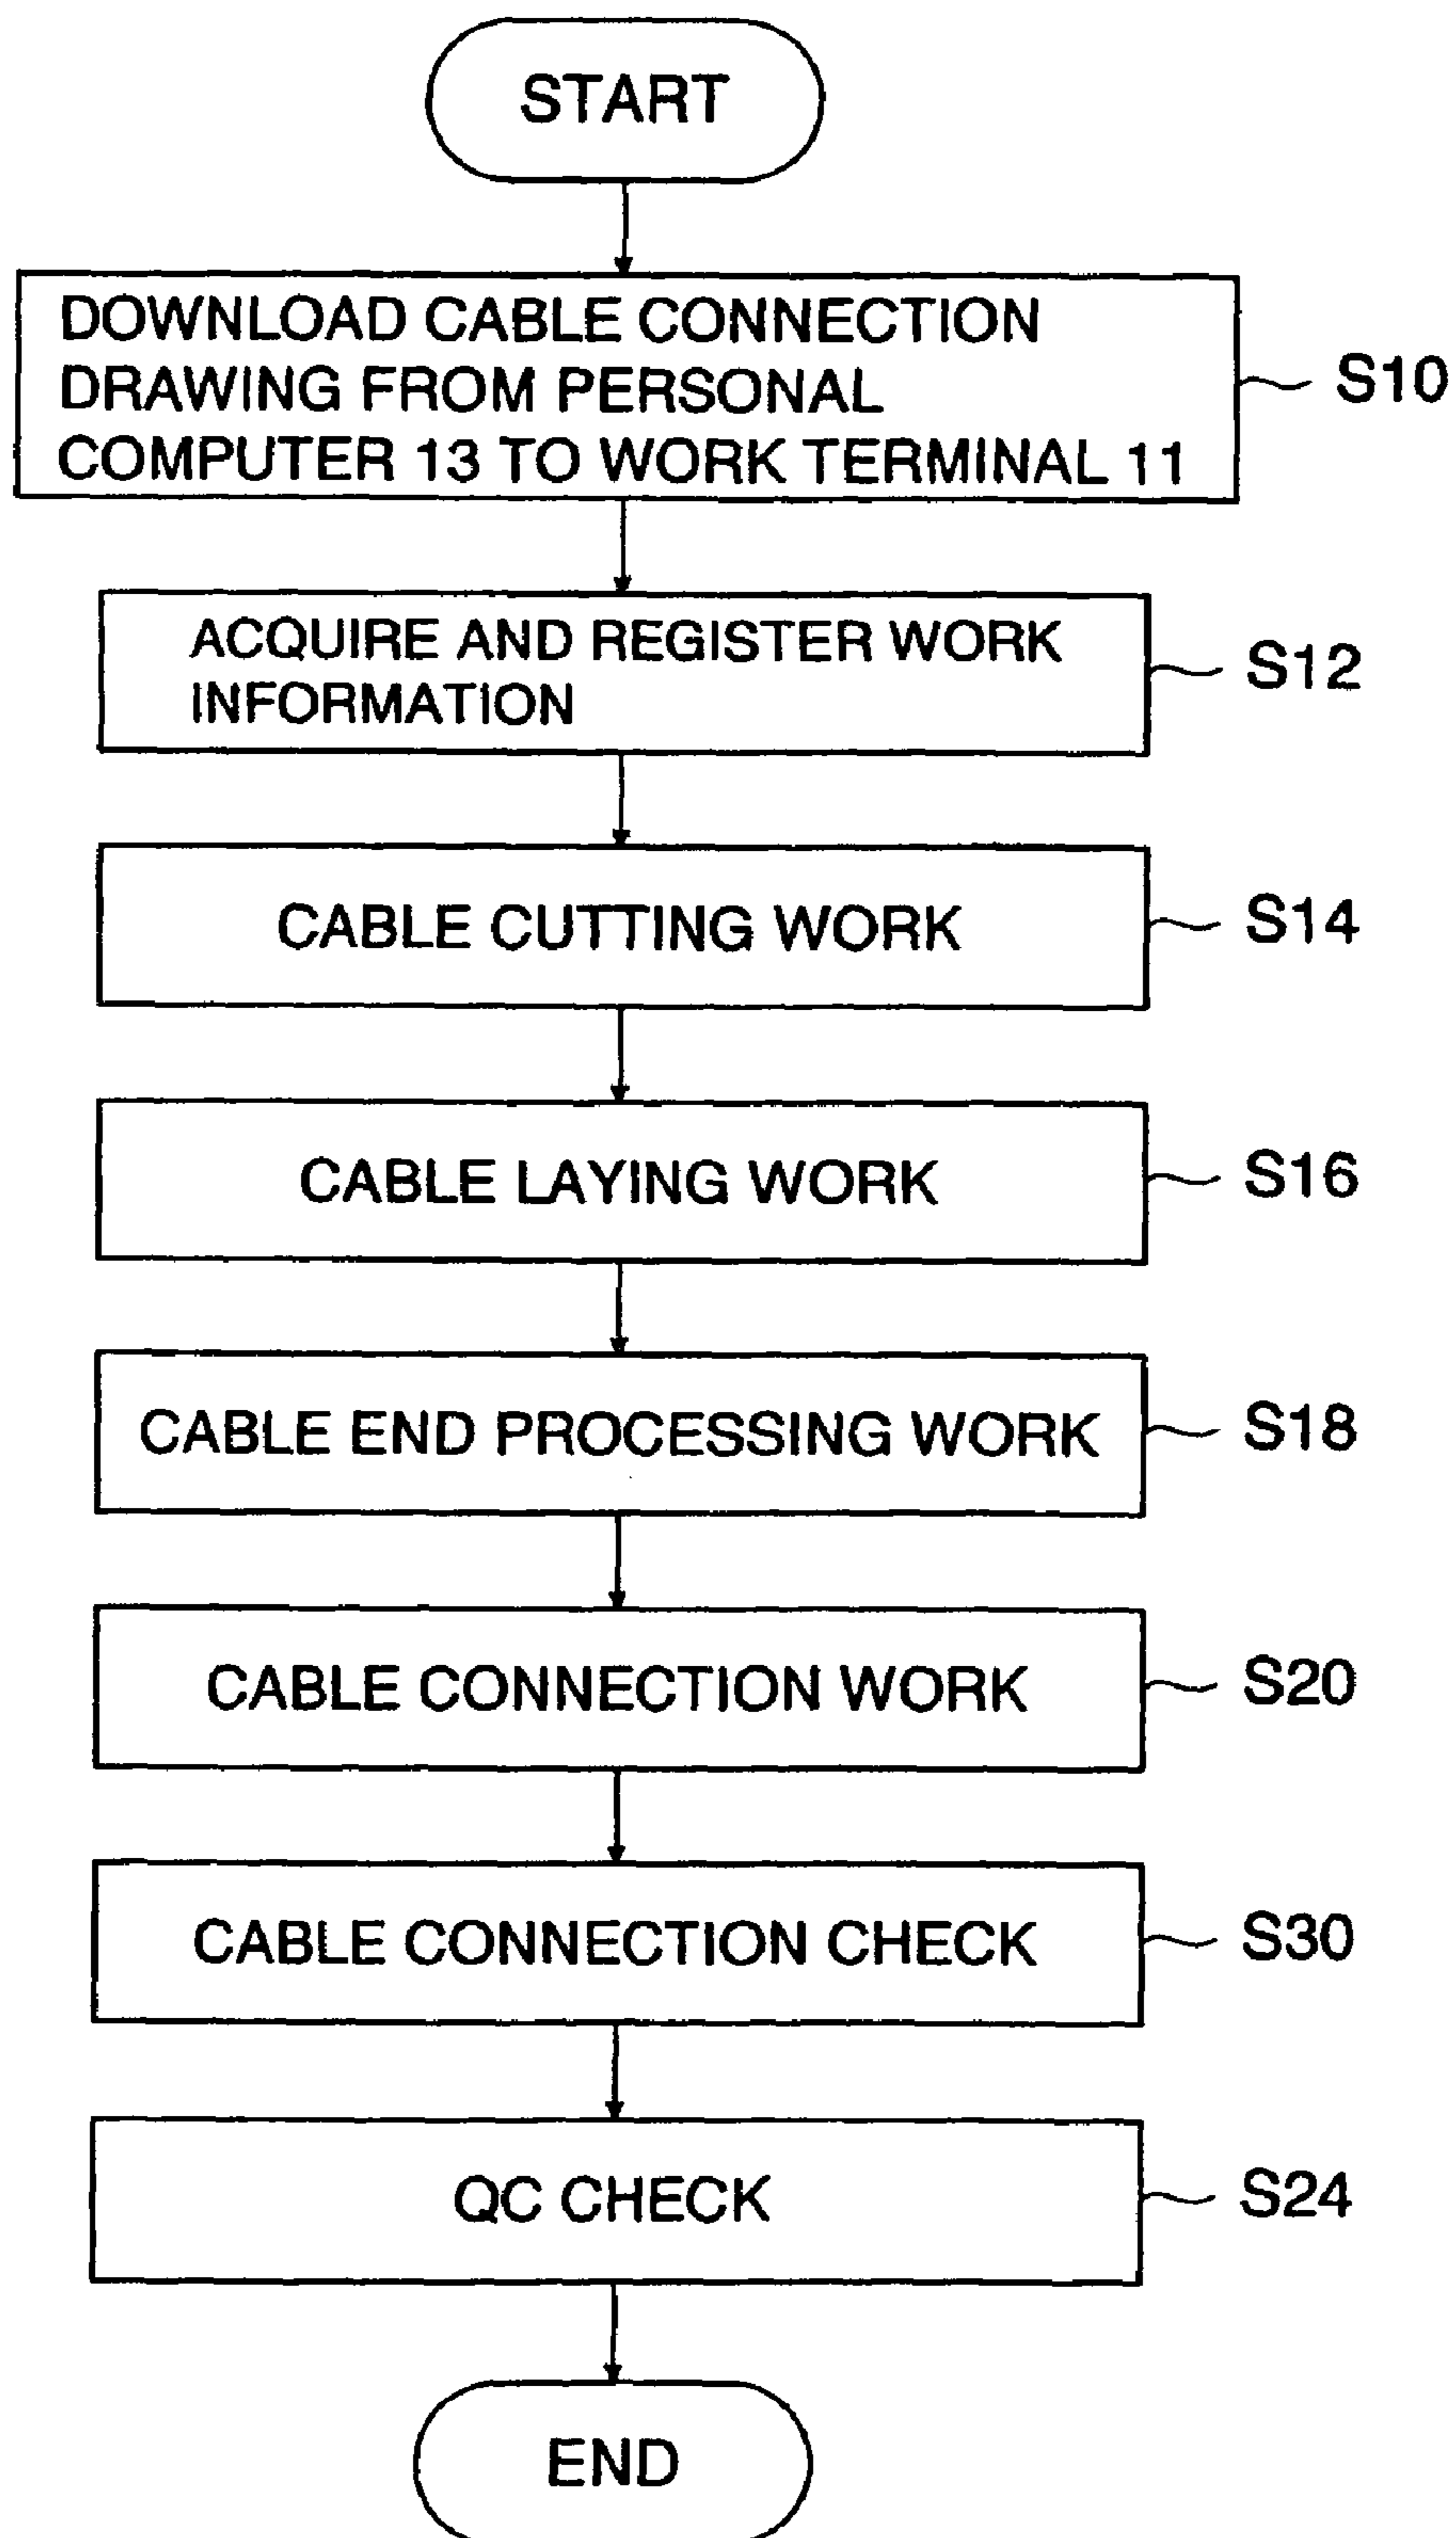 START
DOWNLOAD CABLE CONNECTION
DRAWING FROM PERSONAL
COMPUTER 13 TO WORK TERMINAL 11
S10
ACQUIRE AND REGISTER WORK
INFORMATION
S12
CABLE CUTTING WORK
S14
CABLE LAYING WORK
S16
CABLE END PROCESSING WORK
S18
CABLE CONNECTION WORK
S20
CABLE CONNECTION CHECK
S30
QC CHECK
S24
END